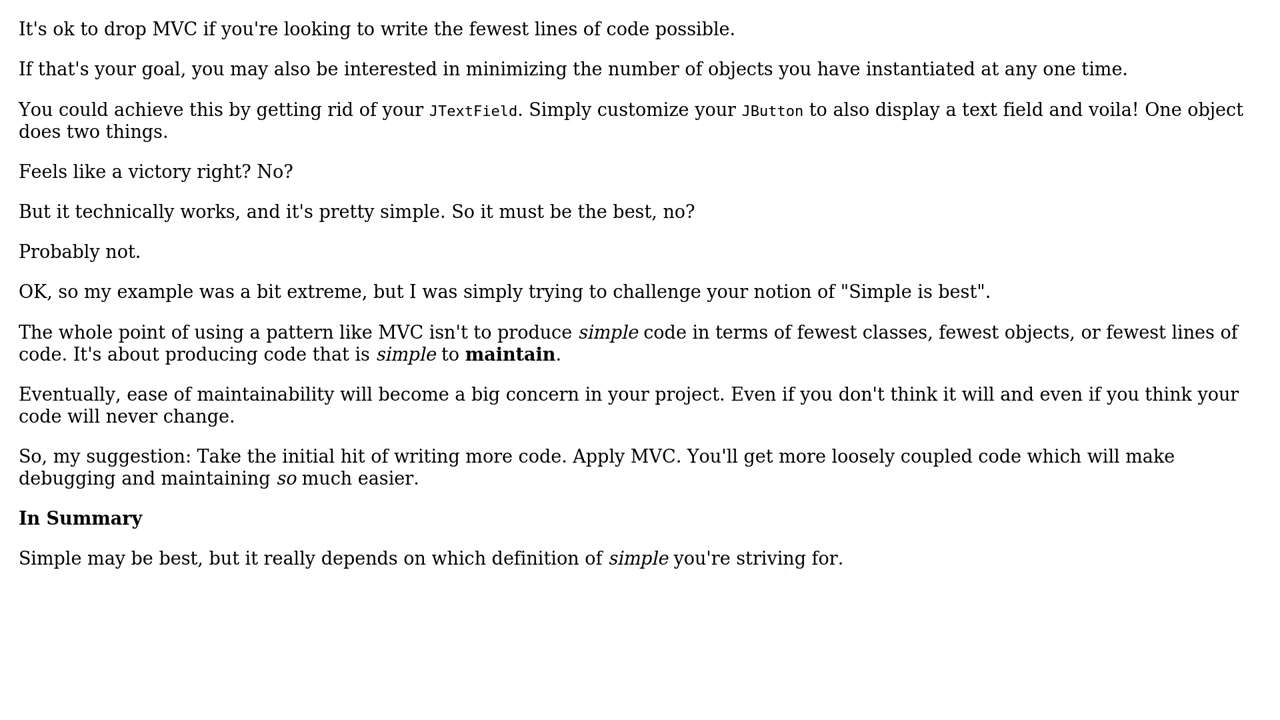 It's ok to drop MVC if you're looking to write the fewest lines of code possible.
If that's your goal, you may also be interested in minimizing the number of objects you have instantiated at any one time.
You could achieve this by getting rid of your JTextField. Simply customize your JButton to also display a text field and voila! One object
does two things.
Feels like a victory right? No?
But it technically works, and it's pretty simple. So it must be the best, no?
Probably not.
OK, so my example was a bit extreme, but I was simply trying to challenge your notion of "Simple is best".
The whole point of using a pattern like MVC isn't to produce simple code in terms of fewest classes, fewest objects, or fewest lines of
code. It's about producing code that is simple to maintain.
Eventually, ease of maintainability will become a big concern in your project. Even if you don't think it will and even if you think your
code will never change.
So, my suggestion: Take the initial hit of writing more code. Apply MVC. You'll get more loosely coupled code which will make
debugging and maintaining so much easier.
In Summary
Simple may be best, but it really depends on which definition of simple you're striving for.